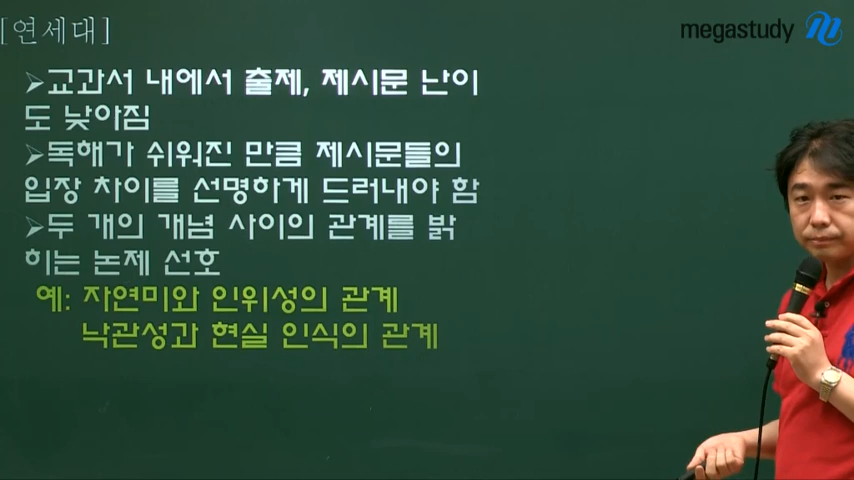 [연세대]
megastudy
➢교과서 내에서 출제, 제시문 난이
도 낮아짐
➢독해가 쉬워진 만큼 제시문들의
입장 차이를 선명하게 드러내야 함
➢두 개의 개념 사이의 관계를 밝
히는 논제 선호
예: 자연미와 인위성의 관계
낙관성과 현실 인식의 관계